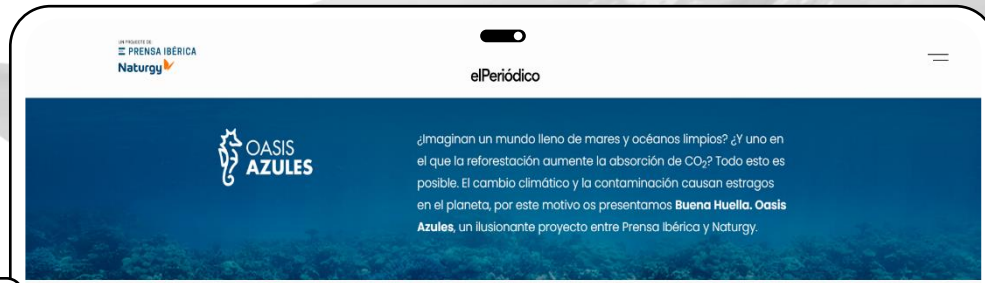 UN PROYECTO DE
PRENSA IBÉRICA
Naturgy
elPeriódico
OASIS
AZULES
¿Imaginan un mundo lleno de mares y océanos limpios? ¿Y uno en
el que la reforestación aumente la absorción de CO₂? Todo esto es
posible. El cambio climático y la contaminación causan estragos
en el planeta, por este motivo os presentamos Buena Huella. Oasis
Azules, un ilusionante proyecto entre Prensa Ibérica y Naturgy.